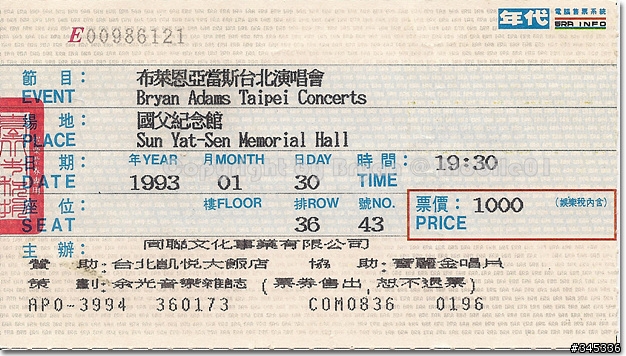 年代 電腦售票系統
ERA INFO
E00986121
節目: 布萊恩亞當斯台北演唱會
EVENT Bryan Adams Taipei Concerts
場地: 國父紀念館
PLACE Sun Yat-Sen Memorial Hall
日期: 年YEAR 月MONTH 日DAY 時間: 19:30
DATE 1993 01 30 TIME
座位: 樓FLOOR 排ROW 號NO. 票價: 1000 (娛樂稅內含)
SEAT 36 43 PRICE
主辦: 同聯文化事業有限公司
贊助:台北凱悅大飯店 協助:寶麗金唱片
策劃:余光音樂雜誌(票券售出,恕不退票)
APO-3994 360173 COM0836 0196
#345336